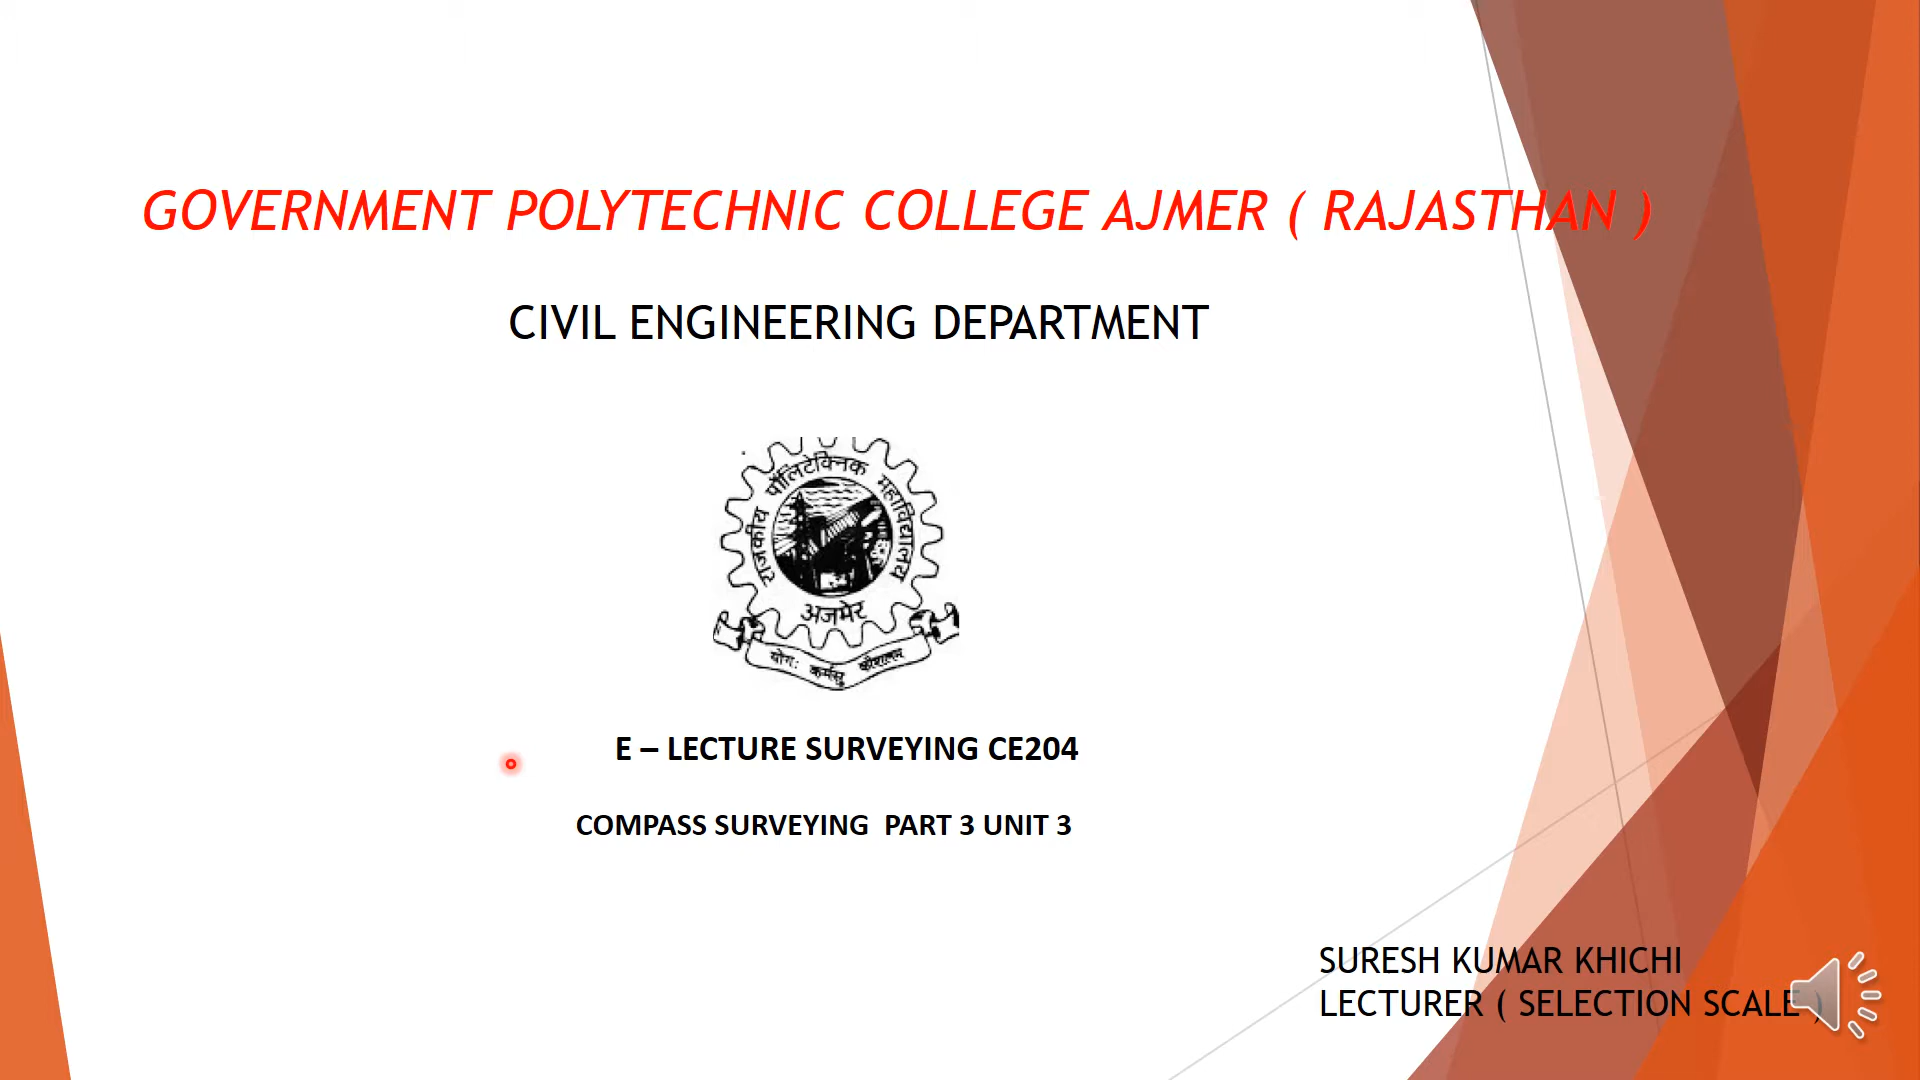 GOVERNMENT POLYTECHNIC COLLEGE AJMER ( RAJASTHAN )
CIVIL ENGINEERING DEPARTMENT
राजकीय पॉलिटेक्निक महाविद्यालय
अजमेर
योगः कर्मसु कौशलम
E – LECTURE SURVEYING CE204
COMPASS SURVEYING PART 3 UNIT 3
SURESH KUMAR KHICHI
LECTURER ( SELECTION SCALE )